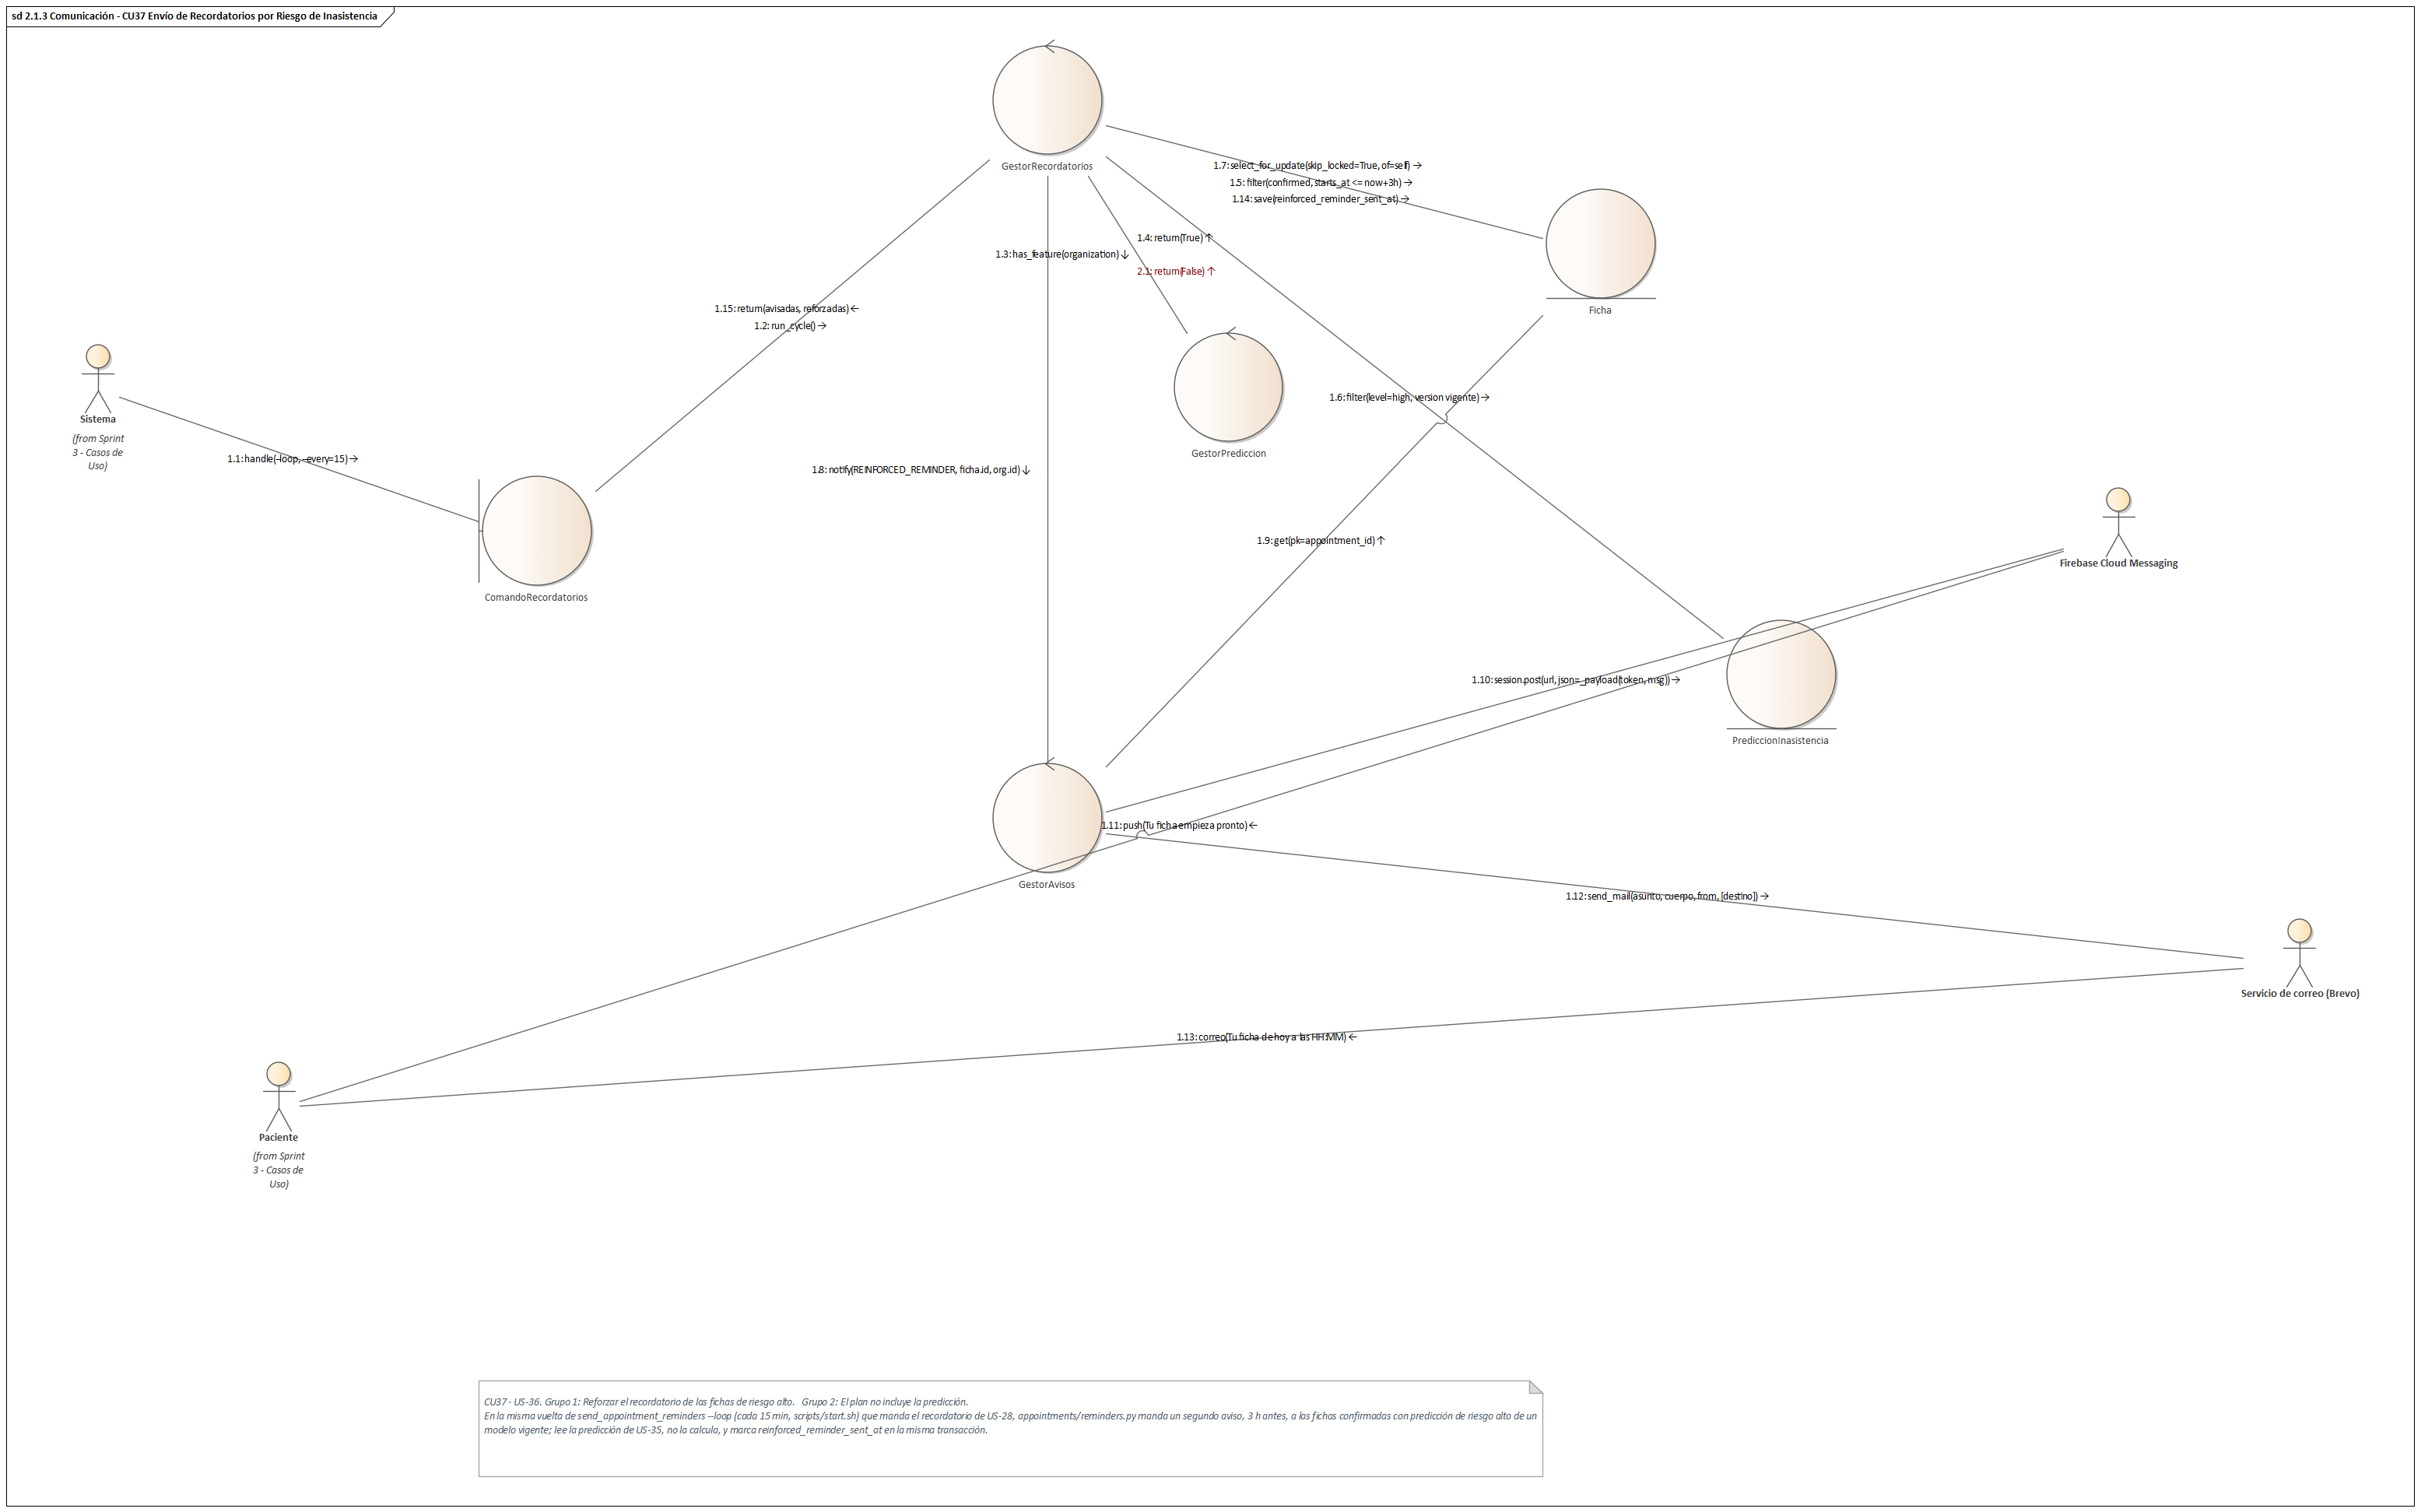 sd 2.1.3 Comunicación - CU37 Envío de Recordatorios por Riesgo de Inasistencia
GestorRecordatorios
1.7: select_for_update(skip_locked=True, of=self)
1.5: filter(confirmed, starts_at <= now+3h)
1.14: save(reinforced_reminder_sent_at)
1.4: return(True)
1.3: has_feature(organization)
2.1: return(False)
Ficha
1.15: return(avisadas, reforzadas)
1.2: run_cycle()
Sistema
(from Sprint
3 - Casos de
Uso)
1.6: filter(level=high, version vigente)
GestorPrediccion
1.1: handle(--loop, --every=15)
1.8: notify(REINFORCED_REMINDER, ficha.id, org.id)
1.9: get(pk=appointment_id)
Firebase Cloud Messaging
ComandoRecordatorios
1.10: session.post(url, json=_payload(token, msg))
PrediccionInasistencia
1.11: push(Tu ficha empieza pronto)
GestorAvisos
1.12: send_mail(asunto, cuerpo, from, [destino])
Servicio de correo (Brevo)
1.13: correo(Tu ficha de hoy a las HH:MM)
Paciente
(from Sprint
3 - Casos de
Uso)
CU37 · US-36. Grupo 1: Reforzar el recordatorio de las fichas de riesgo alto.   Grupo 2: El plan no incluye la predicción.
En la misma vuelta de send_appointment_reminders --loop (cada 15 min, scripts/start.sh) que manda el recordatorio de US-28, appointments/reminders.py manda un segundo aviso, 3 h antes, a las fichas confirmadas con predicción de riesgo alto de un
modelo vigente; lee la predicción de US-35, no la calcula, y marca reinforced_reminder_sent_at en la misma transacción.